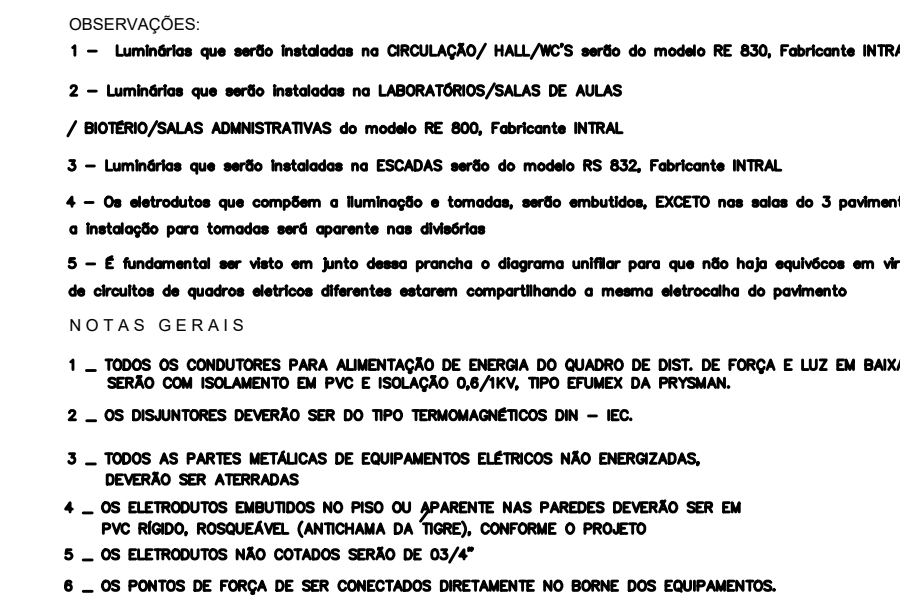 OBSERVAÇÕES:
1 - Luminárias que serão instaladas na CIRCULAÇÃO/ HALL/WC'S serão do modelo RE 830, Fabricante INTRA
2 - Luminárias que serão instaladas na LABORATÓRIOS/SALAS DE AULAS
/ BIOTÉRIO/SALAS ADMNISTRATIVAS do modelo RE 800, Fabricante INTRAL
3 - Luminárias que serão instaladas na ESCADAS serão do modelo RS 832, Fabricante INTRAL
4 - Os eletrodutos que compõem a iluminação e tomadas, serão embutidos, EXCETO nas salas do 3 paviment
a instalação para tomadas será aparente nas divisórias
5 - É fundamental ser visto em junto dessa prancha o diagrama unifilar para que não haja equivócos em vir
de circuitos de quadros eletricos diferentes estarem compartilhando a mesma eletrocalha do pavimento
NOTAS GERAIS
1 _ TODOS OS CONDUTORES PARA ALIMENTAÇÃO DE ENERGIA DO QUADRO DE DIST. DE FORÇA E LUZ EM BAIXA
SERÃO COM ISOLAMENTO EM PVC E ISOLAÇÃO 0,6/1KV, TIPO EFUMEX DA PRYSMAN.
2 _ OS DISJUNTORES DEVERÃO SER DO TIPO TERMOMAGNÉTICOS DIN - IEC.
3 _ TODOS AS PARTES METÁLICAS DE EQUIPAMENTOS ELÉTRICOS NÃO ENERGIZADAS,
DEVERÃO SER ATERRADAS
4 _ OS ELETRODUTOS EMBUTIDOS NO PISO OU APARENTE NAS PAREDES DEVERÃO SER EM
PVC RÍGIDO, ROSQUEÁVEL (ANTICHAMA DA TIGRE), CONFORME O PROJETO
5 _ OS ELETRODUTOS NÃO COTADOS SERÃO DE 03/4"
6 _ OS PONTOS DE FORÇA DE SER CONECTADOS DIRETAMENTE NO BORNE DOS EQUIPAMENTOS.